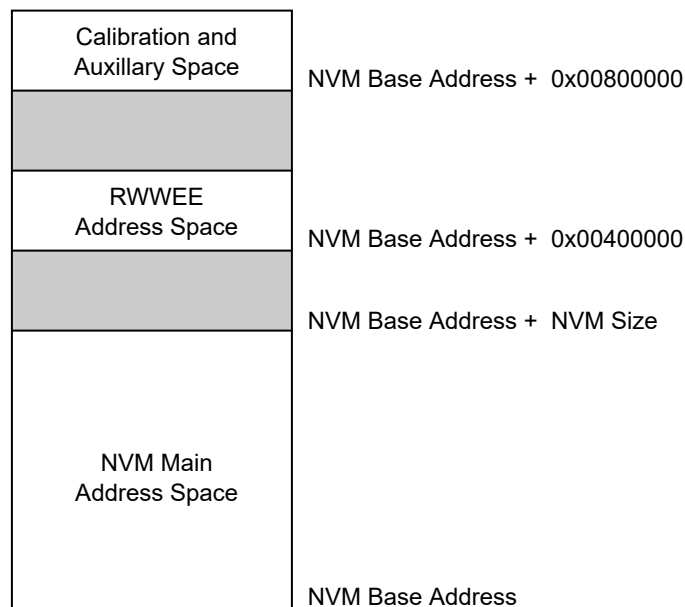 Calibration and
Auxillary Space
NVM Base Address + 0x00800000
RWWEE
Address Space
NVM Base Address + 0x00400000
NVM Base Address + NVM Size
NVM Main
Address Space
NVM Base Address